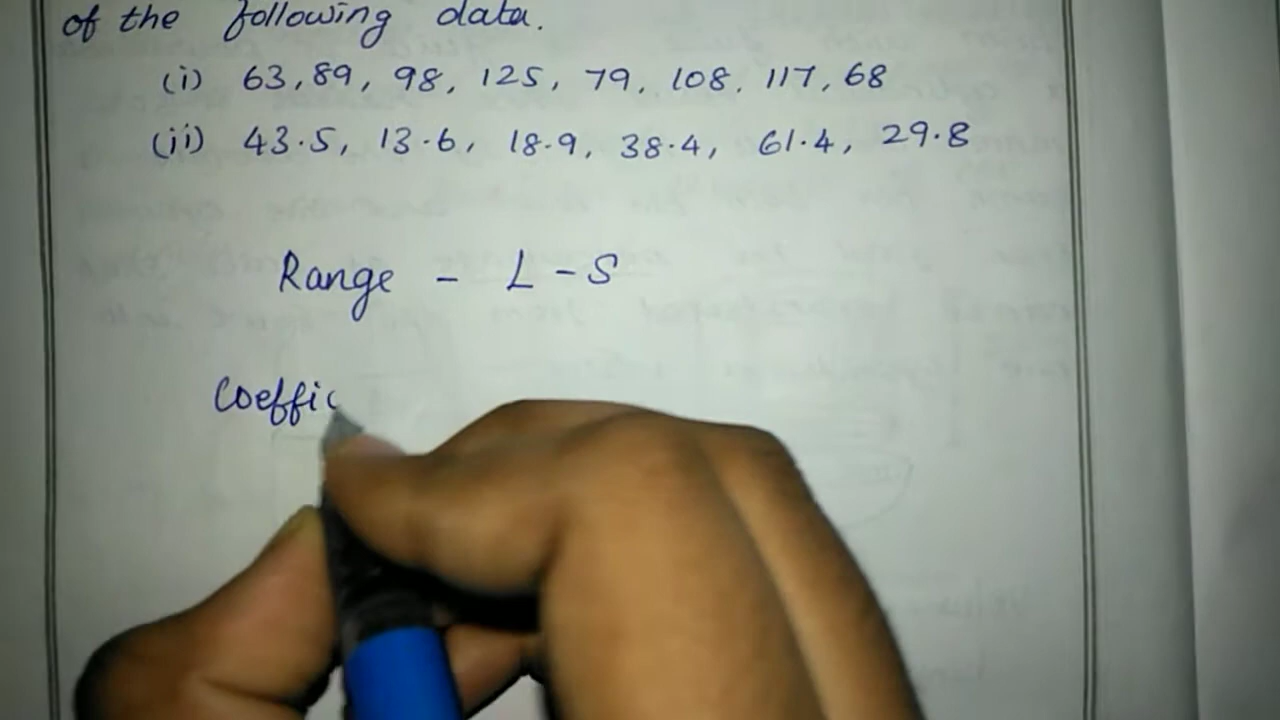 of the following data.
(i) 63, 89, 98, 125, 79, 108, 117, 68
(ii) 43.5, 13.6, 18.9, 38.4, 61.4, 29.8
Range - L - S
Coeffic